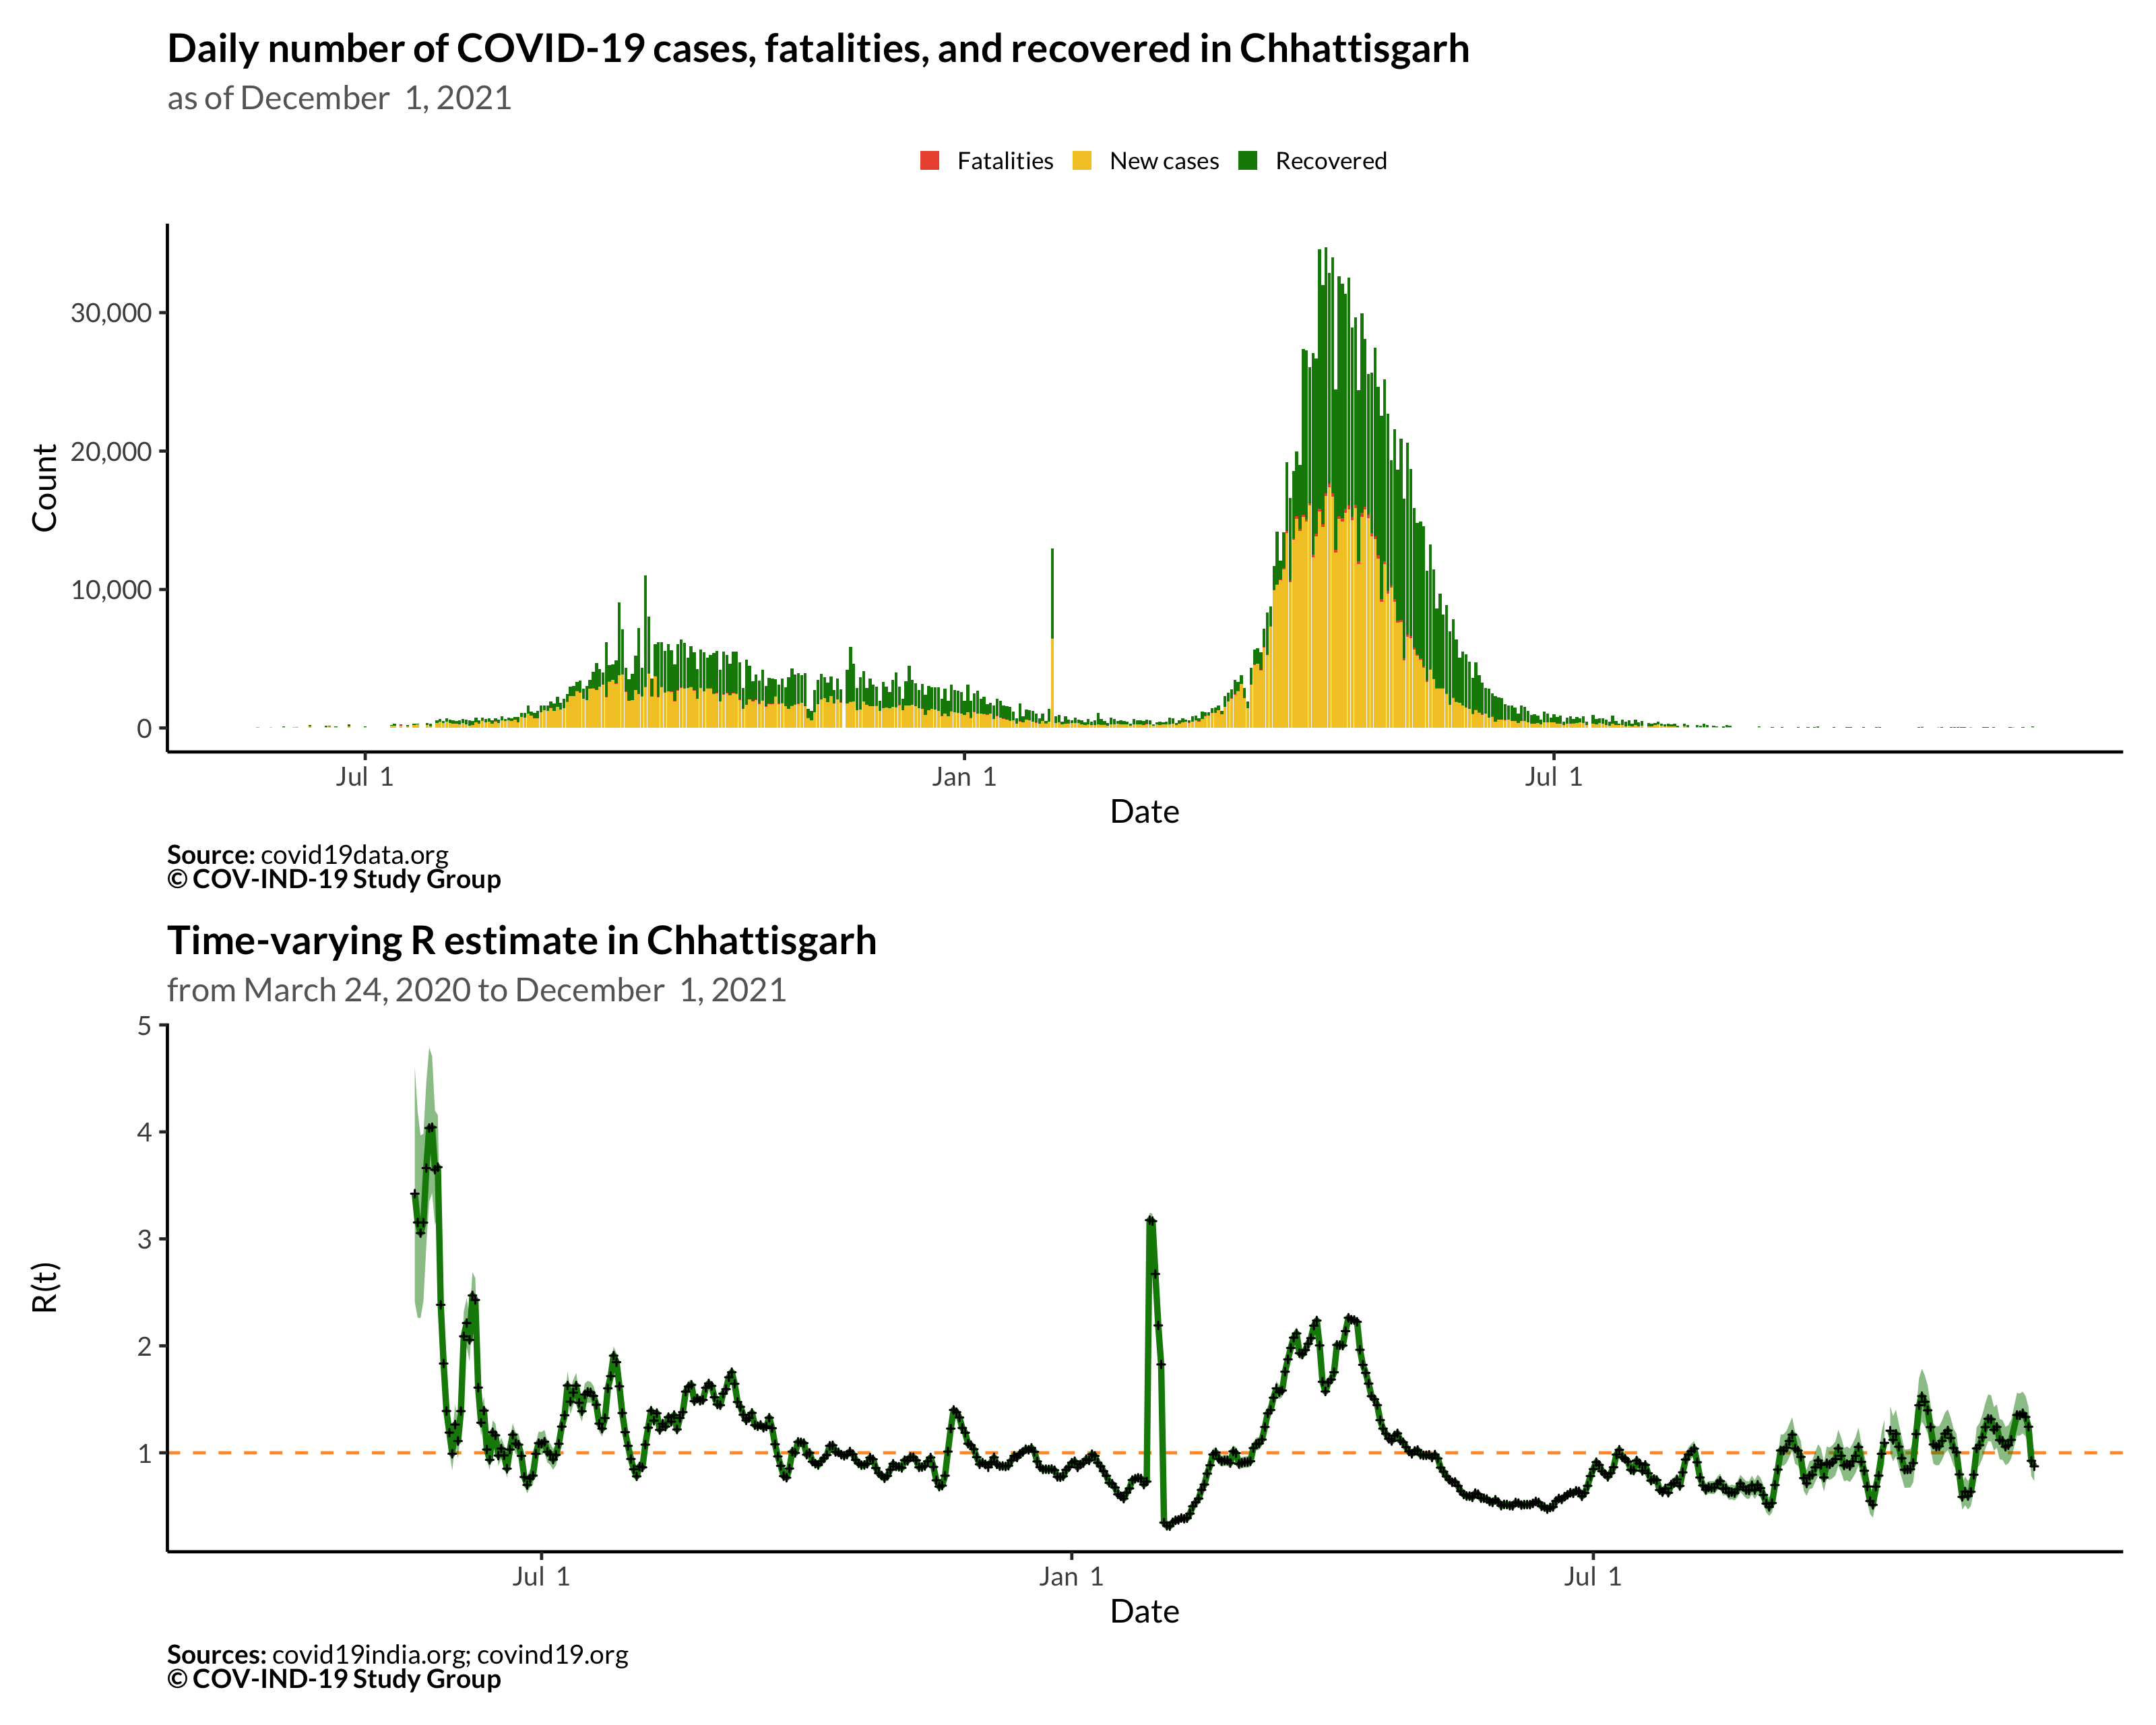 Daily number of COVID-19 cases, fatalities, and recovered in Chhattisgarh
as of December  1, 2021
Fatalities
New cases
Recovered
Count
30,000
20,000
10,000
0
Jul  1
Jan  1
Jul  1
Date
Source: covid19data.org
© COV-IND-19 Study Group
Time-varying R estimate in Chhattisgarh
from March 24, 2020 to December  1, 2021
R(t)
5
4
3
2
1
Jul  1
Jan  1
Jul  1
Date
Sources: covid19india.org; covind19.org
© COV-IND-19 Study Group